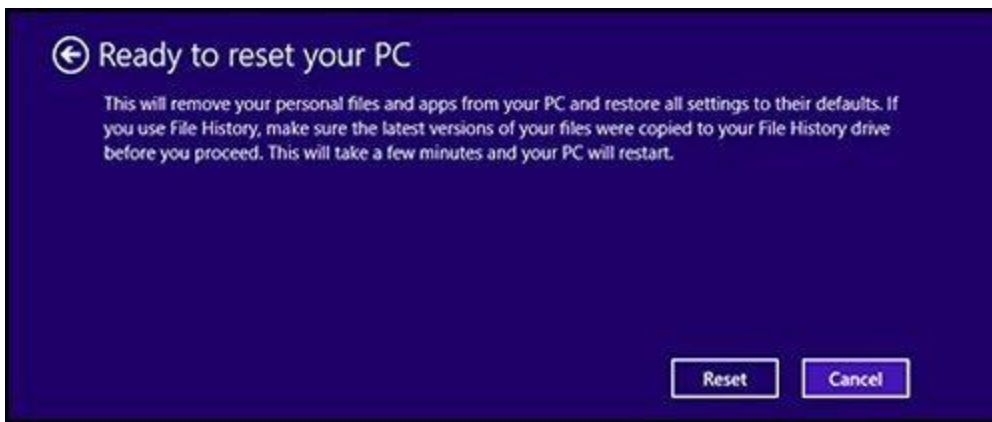 Ready to reset your PC
This will remove your personal files and apps from your PC and restore all settings to their defaults. If
you use File History, make sure the latest versions of your files were copied to your File History drive
before you proceed. This will take a few minutes and your PC will restart.
Reset
Cancel